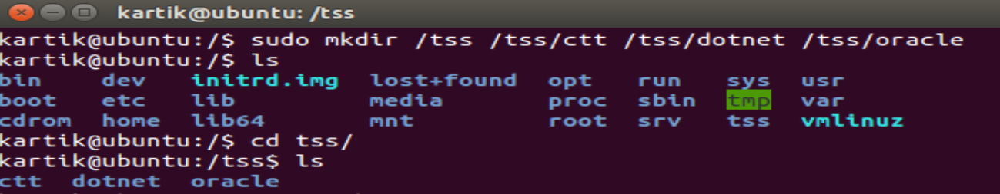 kartik@ubuntu: /tss
kartik@ubuntu:/$ sudo mkdir /tss /tss/ctt /tss/dotnet /tss/oracle
kartik@ubuntu:/$ ls
bin dev initrd.img lost+found opt run sys usr
boot etc lib media proc sbin tmp var
cdrom home lib64 mnt root srv tss vmlinuz
kartik@ubuntu:/$ cd tss/
kartik@ubuntu:/tss$ ls
ctt dotnet oracle